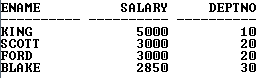 ENAME          SALARY     DEPTNO
---------- ---------- ----------
KING             5000         10
SCOTT            3000         20
FORD             3000         20
BLAKE            2850         30